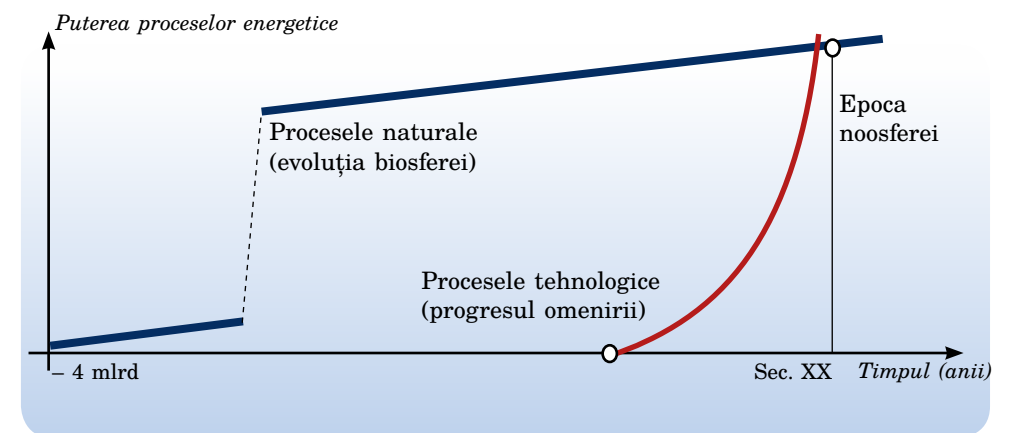 Puterea proceselor energetice
Procesele naturale
(evoluția biosferei)
Epoca
noosferei
Procesele tehnologice
(progresul omenirii)
– 4 mlrd
Sec. XX
Timpul (anii)